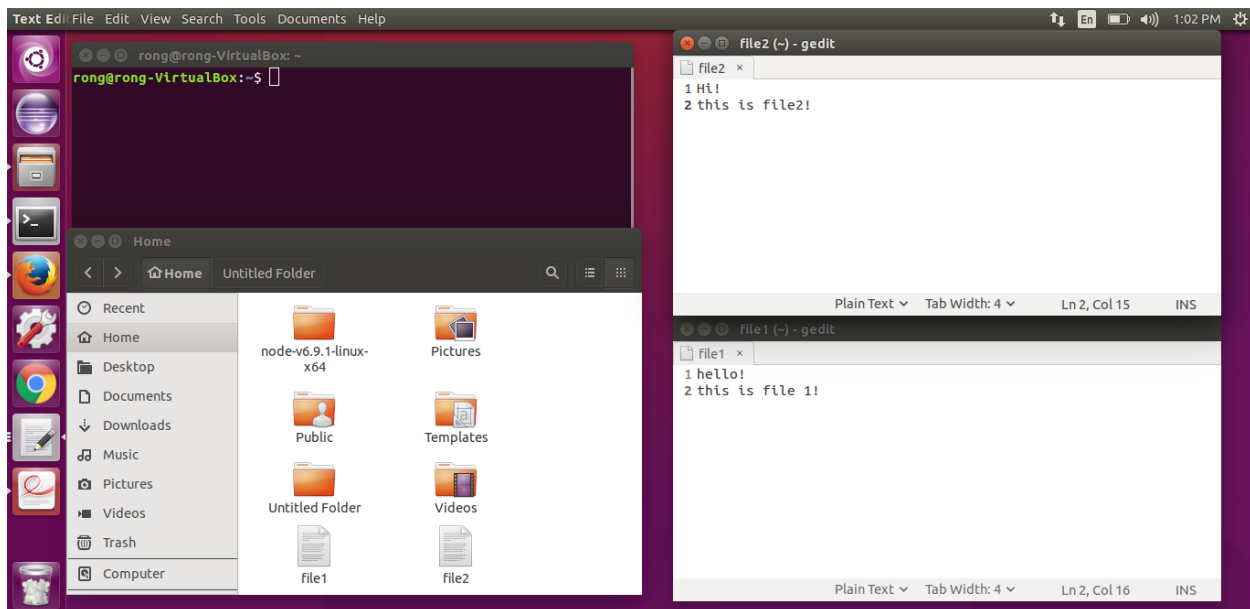 Text Edi File Edit View Search Tools Documents Help
En 1:02 PM
rong@rong-VirtualBox: ~
rong@rong-VirtualBox:~$
Home
Home Untitled Folder
Recent
Home
Desktop
Documents
Downloads
Music
Pictures
Videos
Trash
Computer
node-v6.9.1-linux-
x64
Pictures
Public
Templates
Untitled Folder
Videos
file1
file2
file2 (~) - gedit
file2 ×
1 Hi!
2 this is file2!
Plain Text Tab Width: 4 Ln 2, Col 15 INS
file1 (~) - gedit
file1 ×
1 hello!
2 this is file 1!
Plain Text Tab Width: 4 Ln 2, Col 16 INS